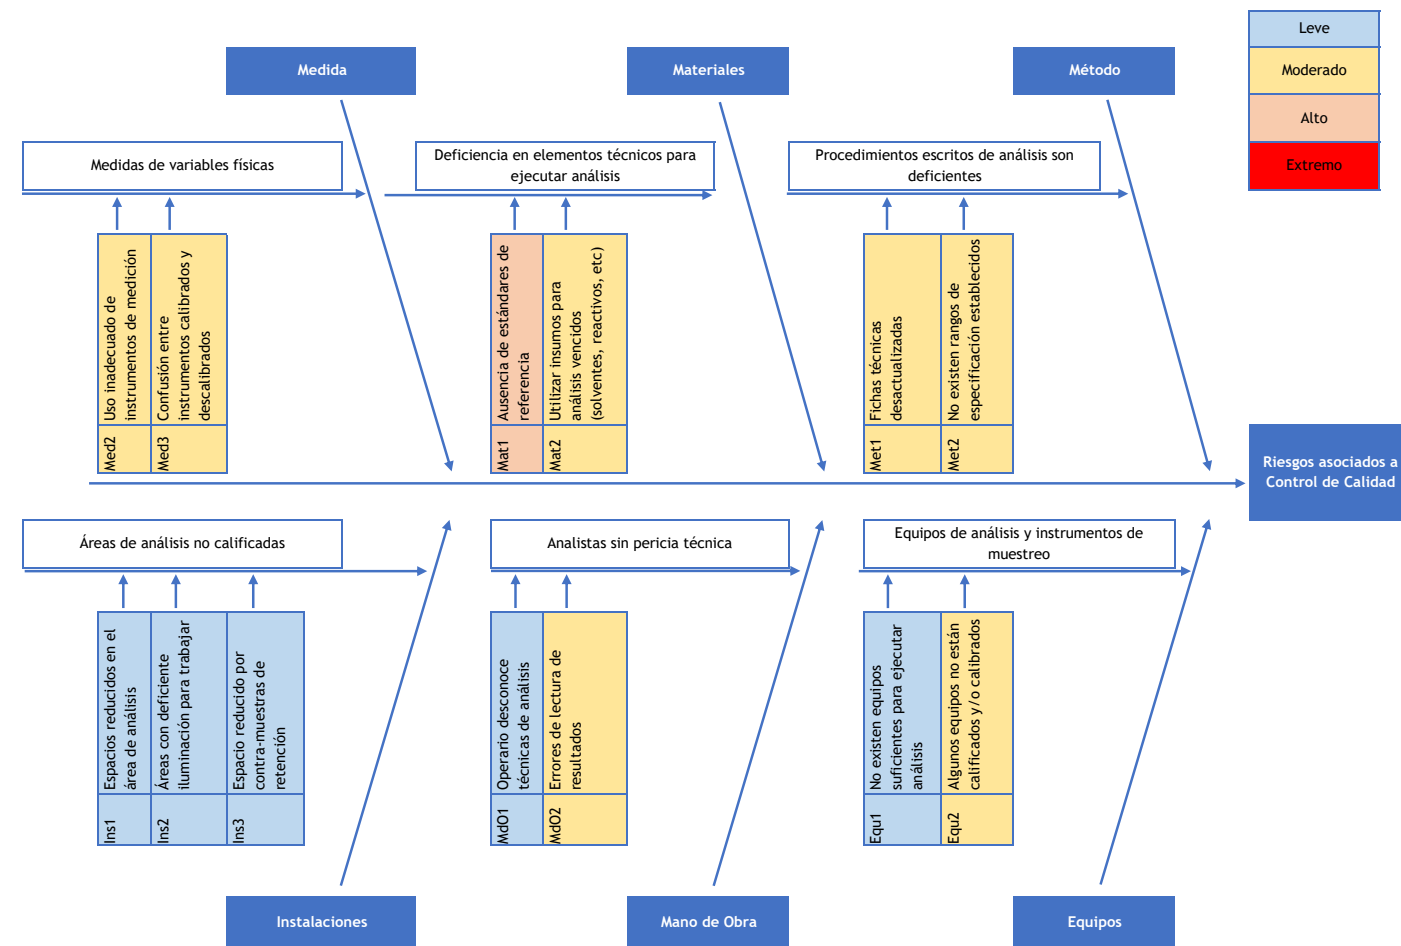 Leve
Moderado
Alto
Extremo
Medida
Materiales
Método
Medidas de variables físicas
Deficiencia en elementos técnicos para
ejecutar análisis
Procedimientos escritos de análisis son
deficientes
Med2
Uso inadecuado de
instrumentos de medición
Med3
Confusión entre
instrumentos calibrados y
descalibrados
Mat1
Ausencia de estándares de
referencia
Mat2
Utilizar insumos para
análisis vencidos
(solventes, reactivos, etc)
Met1
Fichas técnicas
desactualizadas
Met2
No existen rangos de
especificación establecidos
Riesgos asociados a
Control de Calidad
Áreas de análisis no calificadas
Analistas sin pericia técnica
Equipos de análisis y instrumentos de
muestreo
Ins1
Espacios reducidos en el
área de análisis
Ins2
Áreas con deficiente
iluminación para trabajar
Ins3
Espacio reducido por
contra-muestras de
retención
MdO1
Operario desconoce
técnicas de análisis
MdO2
Errores de lectura de
resultados
Equ1
No existen equipos
suficientes para ejecutar
análisis
Equ2
Algunos equipos no están
calificados y/o calibrados
Instalaciones
Mano de Obra
Equipos